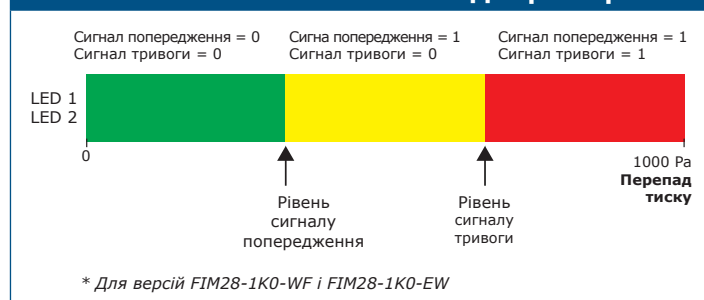 Сигнал попередження = 0
Сигнал тривоги = 0
Сигна попередження = 1
Сигнал тривоги = 0
Сигнал попередження = 1
Сигнал тривоги = 1
LED 1
LED 2
0
1000 Pa
Перепад
тиску
Рівень
сигналу
попередження
Рівень
сигналу
тривоги
* Для версій FIM28-1K0-WF і FIM28-1K0-EW